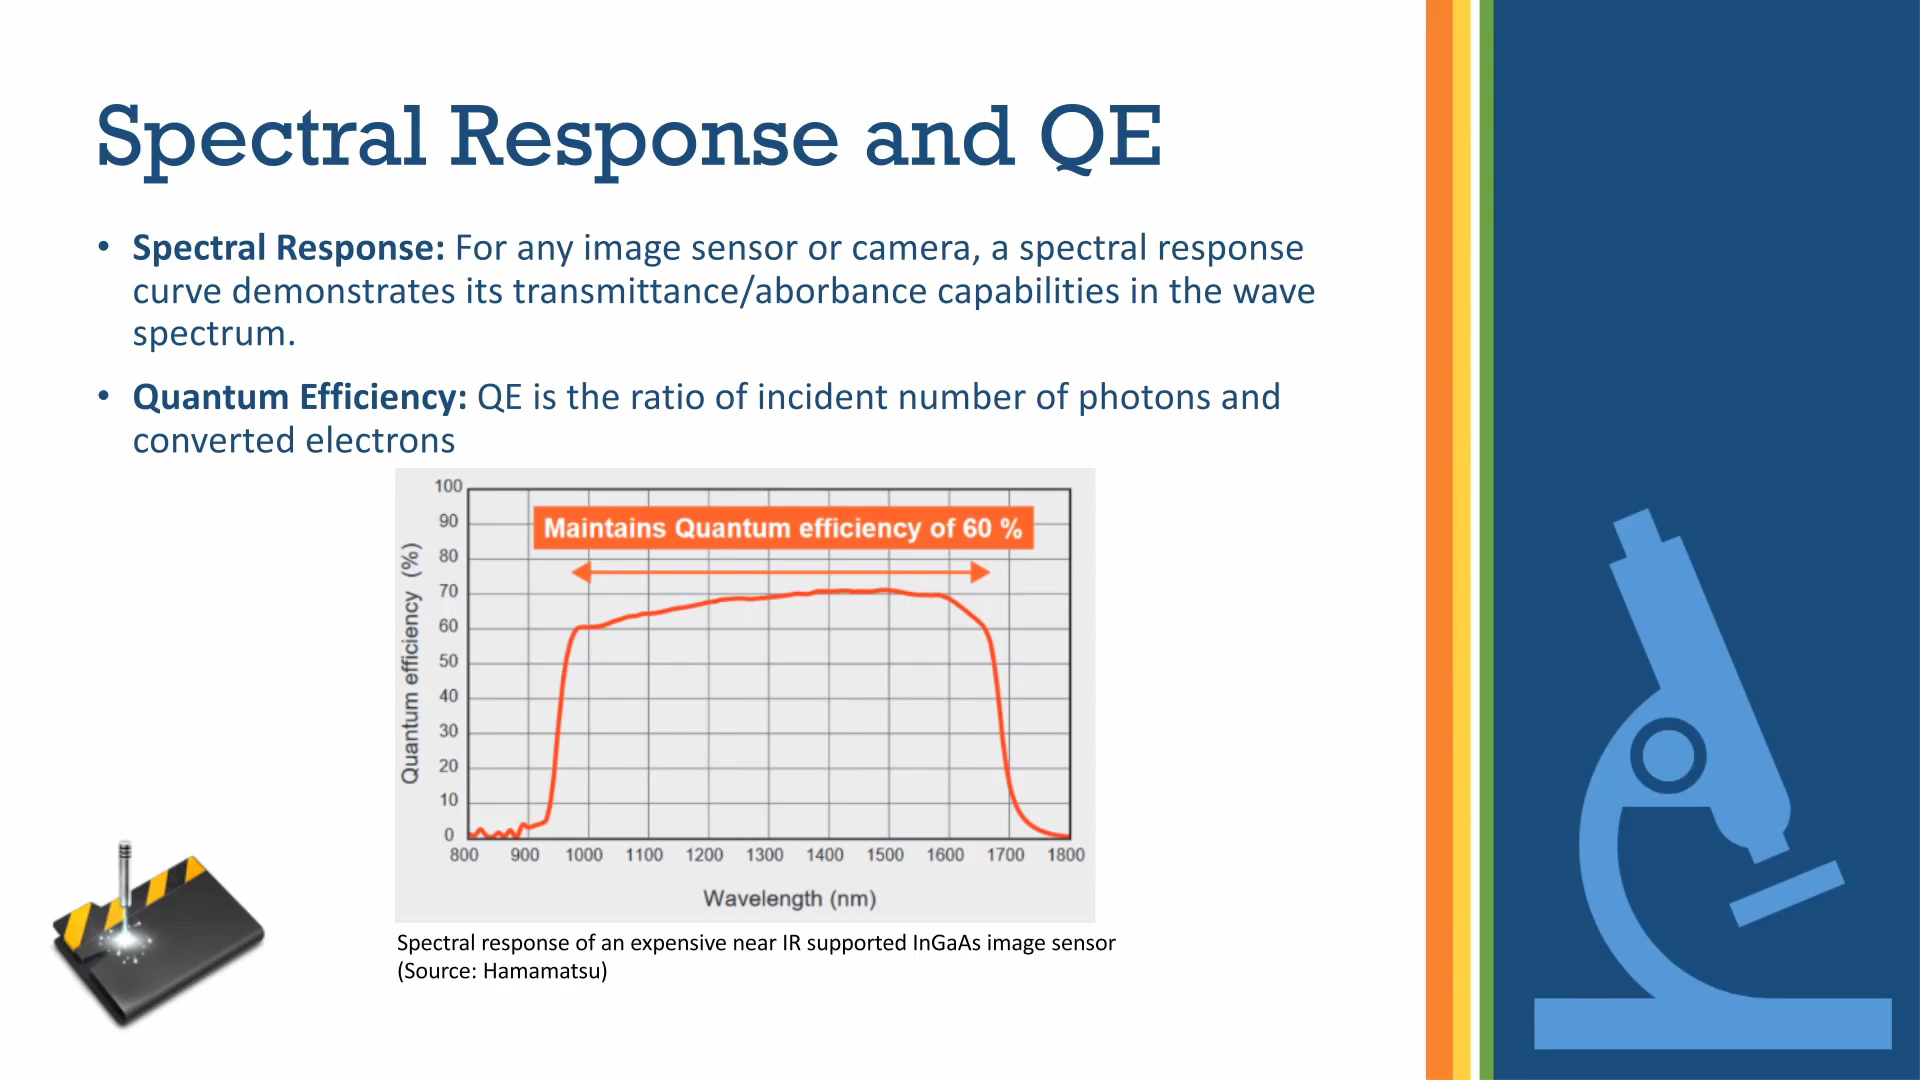 Spectral Response and QE
• Spectral Response: For any image sensor or camera, a spectral response
curve demonstrates its transmittance/aborbance capabilities in the wave
spectrum.
• Quantum Efficiency: QE is the ratio of incident number of photons and
converted electrons
Maintains Quantum efficiency of 60 %
Quantum efficiency (%)
100
90
80
70
60
50
40
30
20
10
0
800 900 1000 1100 1200 1300 1400 1500 1600 1700 1800
Wavelength (nm)
Spectral response of an expensive near IR supported InGaAs image sensor
(Source: Hamamatsu)